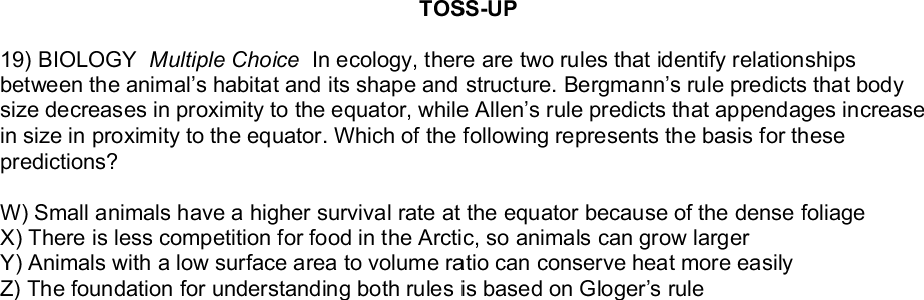 TOSS-UP
19) BIOLOGY Multiple Choice In ecology, there are two rules that identify relationships
between the animal’s habitat and its shape and structure. Bergmann’s rule predicts that body
size decreases in proximity to the equator, while Allen’s rule predicts that appendages increase
in size in proximity to the equator. Which of the following represents the basis for these
predictions?
W) Small animals have a higher survival rate at the equator because of the dense foliage
X) There is less competition for food in the Arctic, so animals can grow larger
Y) Animals with a low surface area to volume ratio can conserve heat more easily
Z) The foundation for understanding both rules is based on Gloger’s rule